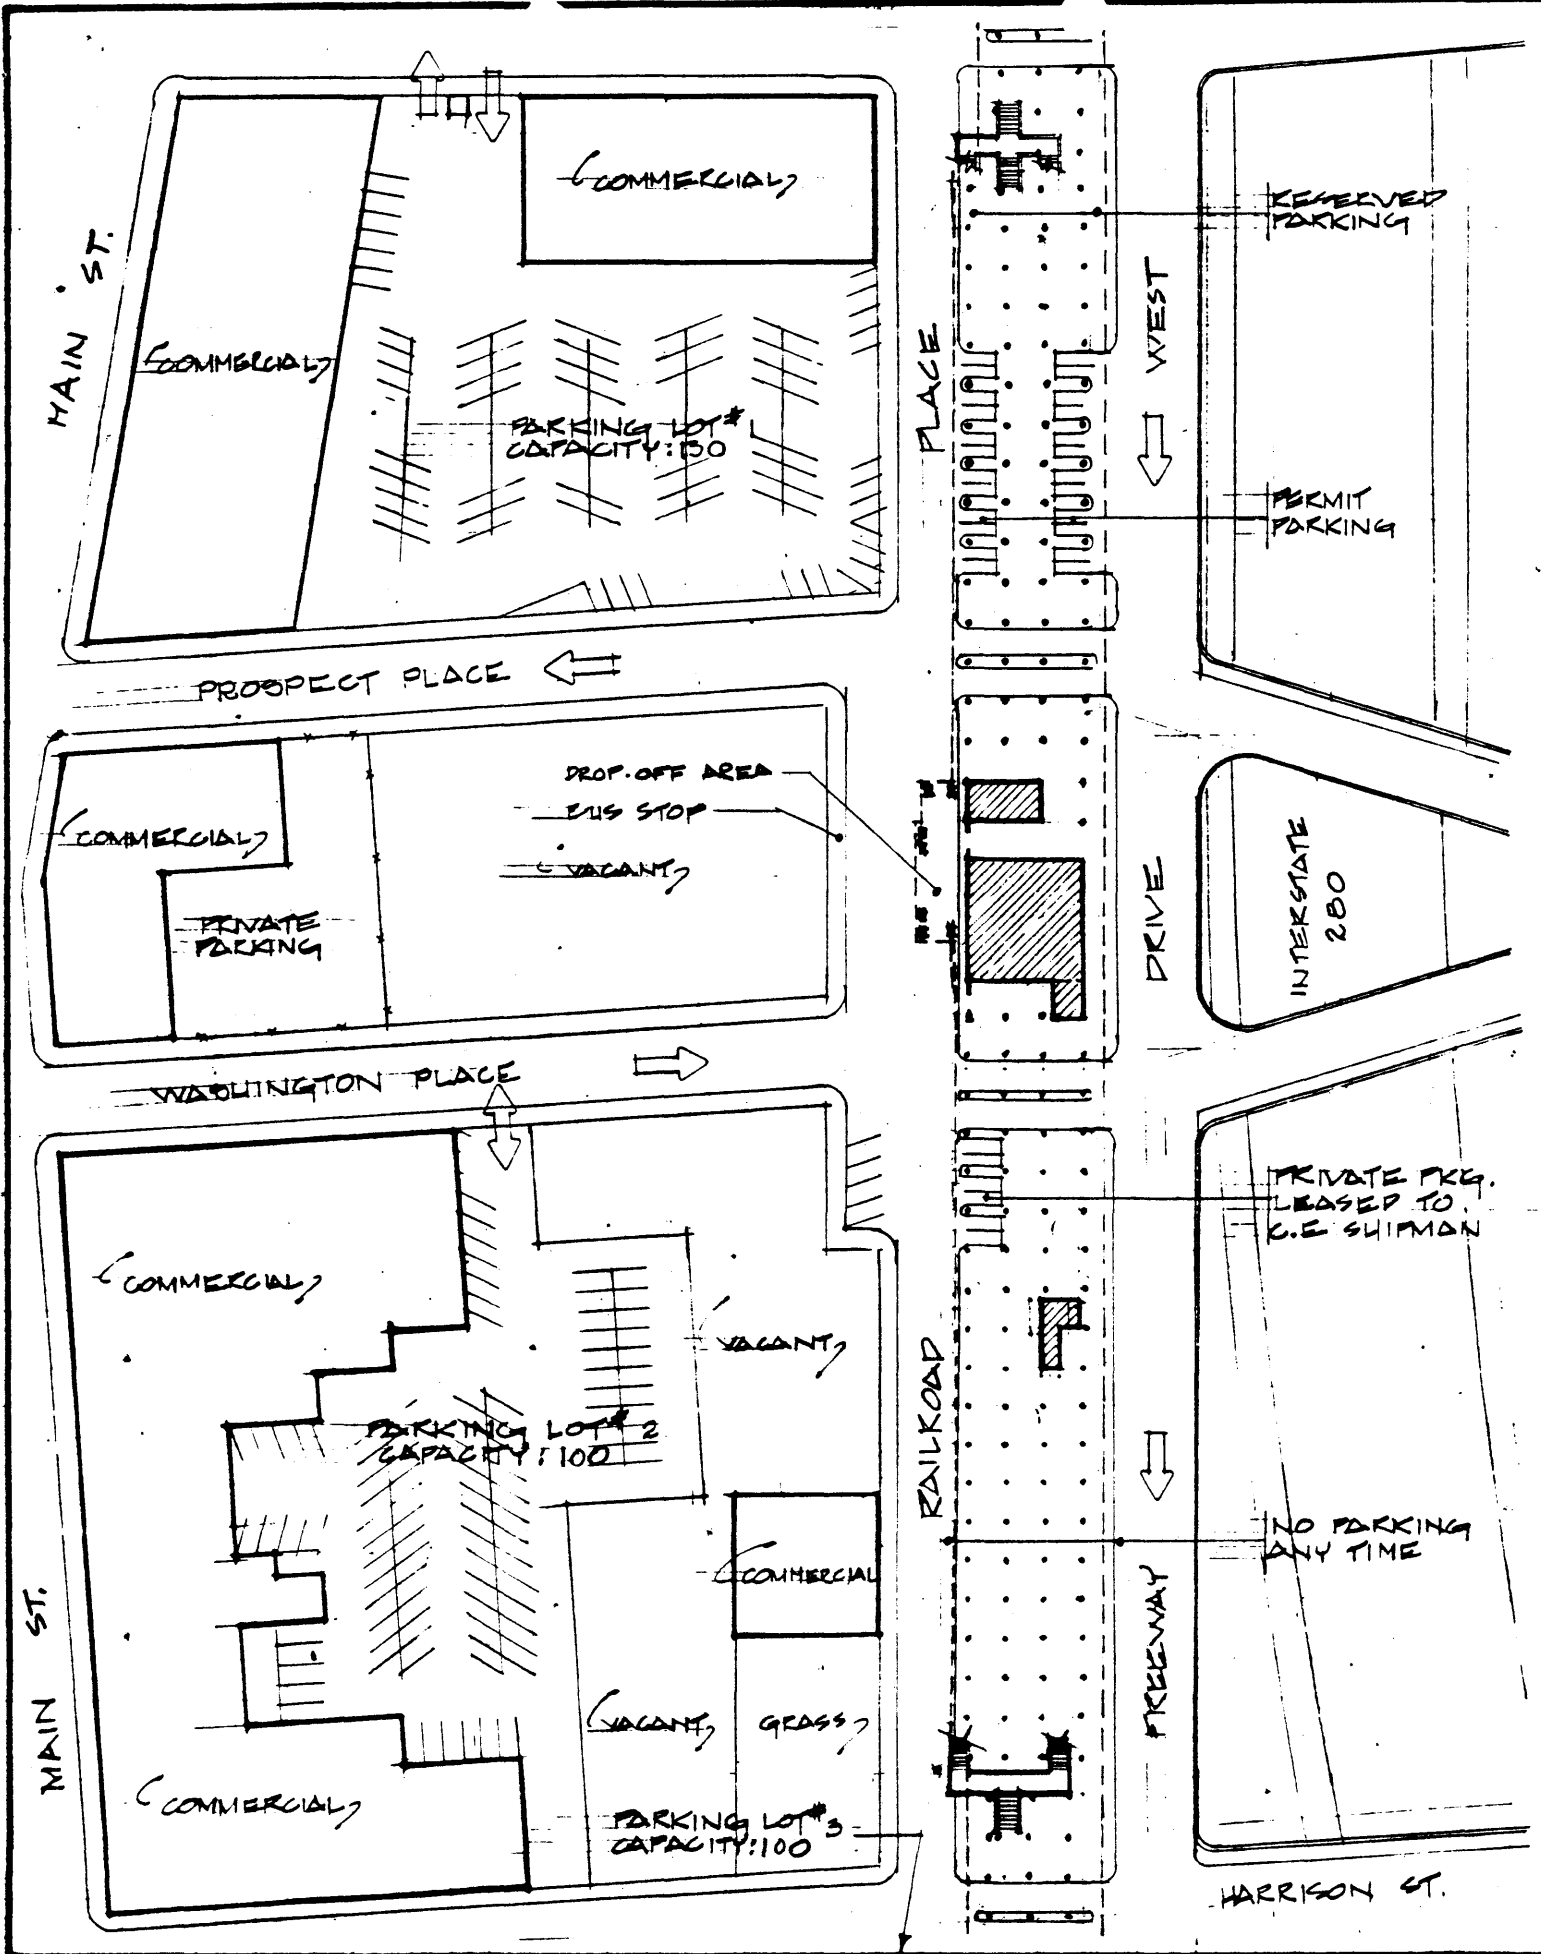 COMMERCIAL
RESERVED
PARKING
MAIN ST.
WEST
PLACE
COMMERCIAL
PARKING LOT #1
CAPACITY: 130
PERMIT
PARKING
PROSPECT PLACE
DROP-OFF AREA
BUS STOP
COMMERCIAL
VACANT
PRIVATE
PARKING
DRIVE
INTERSTATE
280
WASHINGTON PLACE
PRIVATE PKG.
LEASED TO
C.E SHIPMAN
COMMERCIAL
VACANT
RAILROAD
PARKING LOT #2
CAPACITY: 100
NO PARKING
ANY TIME
COMMERCIAL
FREEWAY
MAIN ST.
VACANT
GRASS
COMMERCIAL
PARKING LOT #3
CAPACITY: 100
HARRISON ST.